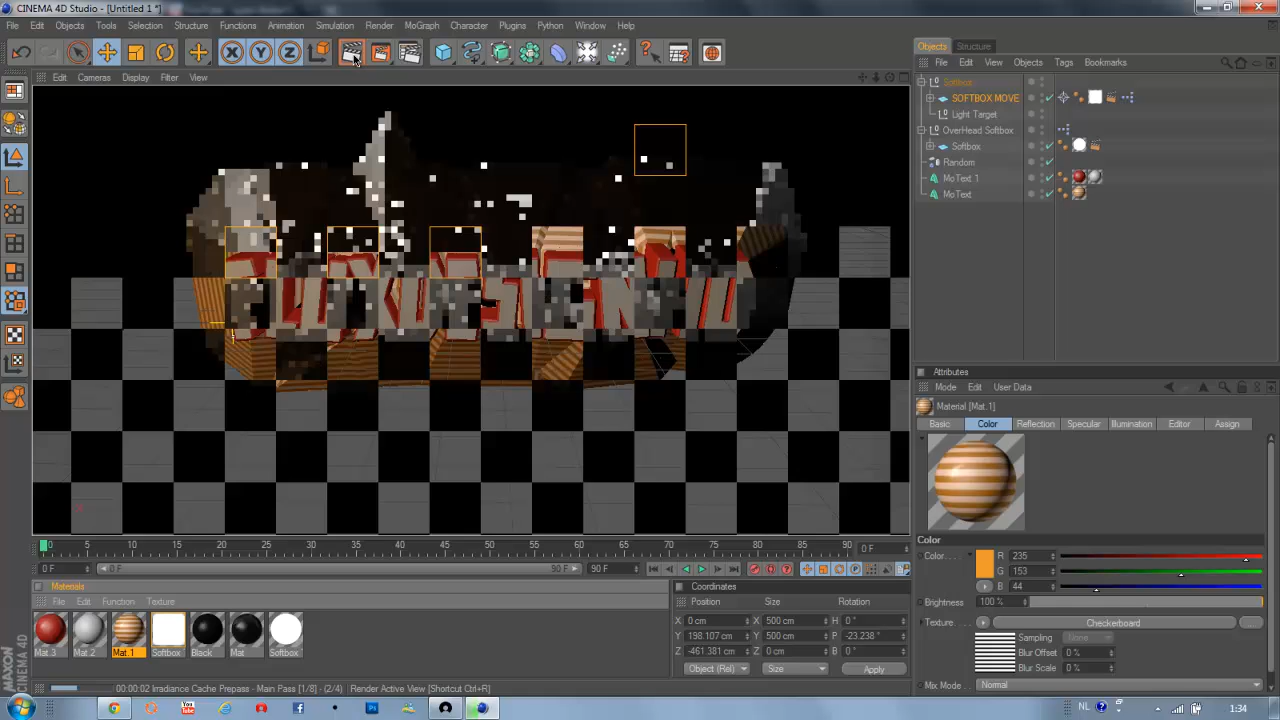 CINEMA 4D Studio - [Untitled 1 *]
File Edit Objects Tools Selection Structure Functions Animation Simulation Render MoGraph Character Plugins Python Window Help
Edit Cameras Display Filter View
Objects Structure
File Edit View Objects Tags Bookmarks
Softbox
SOFTBOX MOVE
Light Target
OverHead Softbox
Softbox
Random
MoText 1
MoText
Attributes
Mode Edit User Data
Material [Mat.1]
Basic Color Reflection Specular Illumination Editor Assign
Color
Color. . . . R 235
G 153
B 44
Brightness 100 %
Texture. . . . Checkerboard ...
Sampling None
Blur Offset 0 %
Blur Scale 0 %
Mix Mode. Normal
0 5 10 15 20 25 30 35 40 45 50 55 60 65 70 75 80 85 90 0 F
0 F 0 F 90 F 90 F
Materials
File Edit Function Texture
Mat.3 Mat.2 Mat.1 Softbox Black Mat Softbox
Coordinates
Position Size Rotation
X 0 cm X 500 cm H 0 °
Y 198.107 cm Y 500 cm P -23.238 °
Z -461.381 cm Z 0 cm B 0 °
Object (Rel) Size Apply
MAXON CINEMA 4D
00:00:02 Irradiance Cache Prepass - Main Pass [1/8] - (2/4) Render Active View [Shortcut Ctrl+R]
NL 1:34